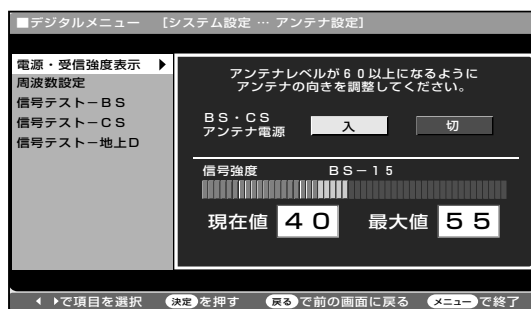 ■デジタルメニュー ［システム設定 … アンテナ設定］
電源・受信強度表示
周波数設定
信号テストーＢＳ
信号テストーＣＳ
信号テストー地上Ｄ
アンテナレベルが６０以上になるように
アンテナの向きを調整してください。
ＢＳ・ＣＳ
アンテナ電源
入 切
信号強度 ＢＳ－１５
現在値 ４０ 最大値 ５５
で項目を選択 決定 を押す 戻る で前の画面に戻る メニュー で終了